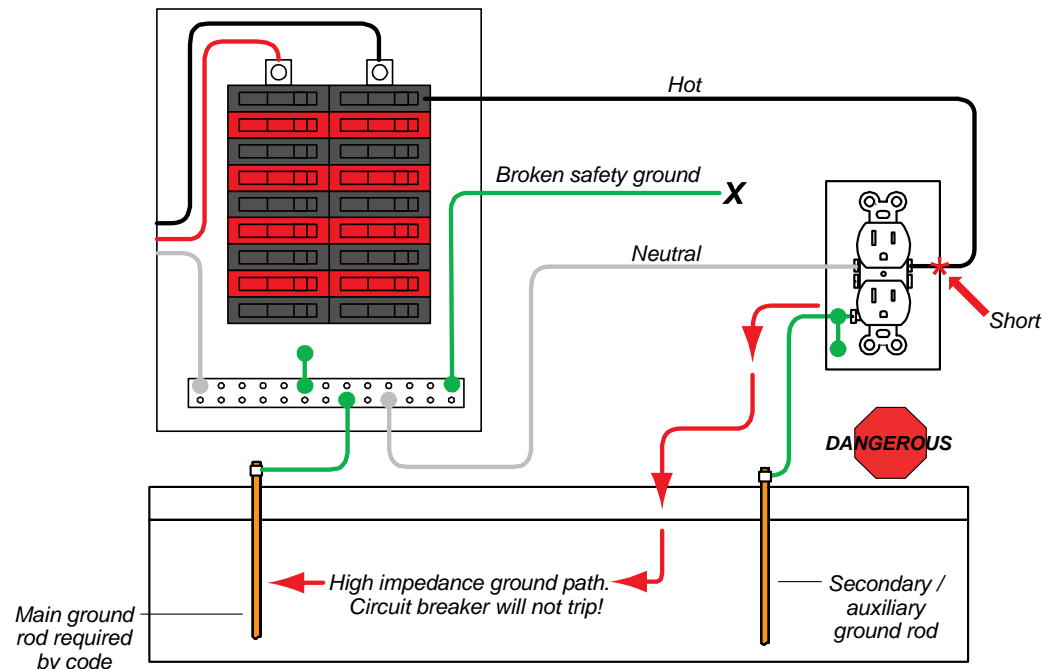 Hot
Broken safety ground
X
Neutral
Short
DANGEROUS
High impedance ground path.
Circuit breaker will not trip!
Main ground
rod required
by code
Secondary /
auxiliary
ground rod